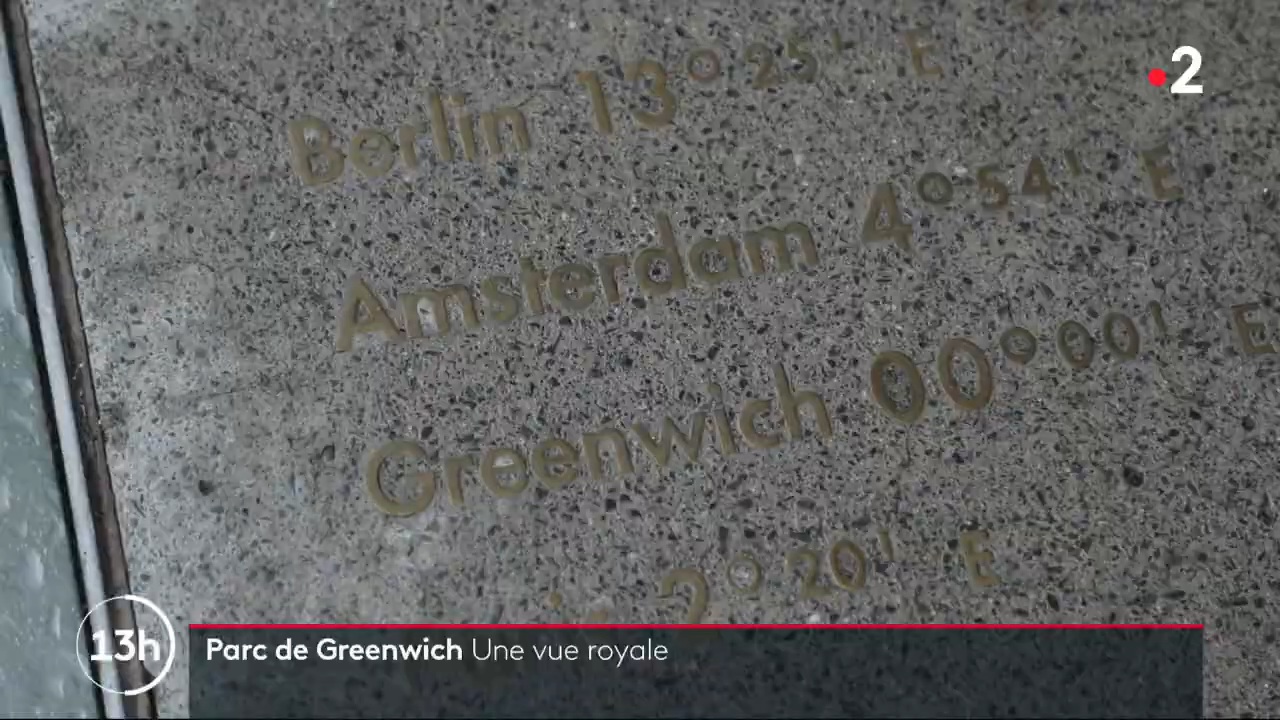 Berlin 13° 25' E
2
Amsterdam 4° 54' E
Greenwich 00° 00' E
2° 20' E
13h
Parc de Greenwich Une vue royale